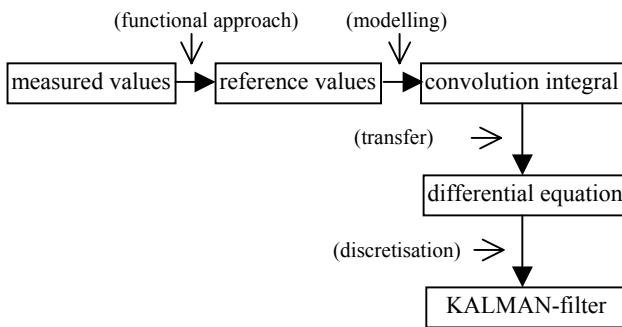 (functional approach) (modelling)
measured values reference values convolution integral
(transfer)
differential equation
(discretisation)
KALMAN-filter